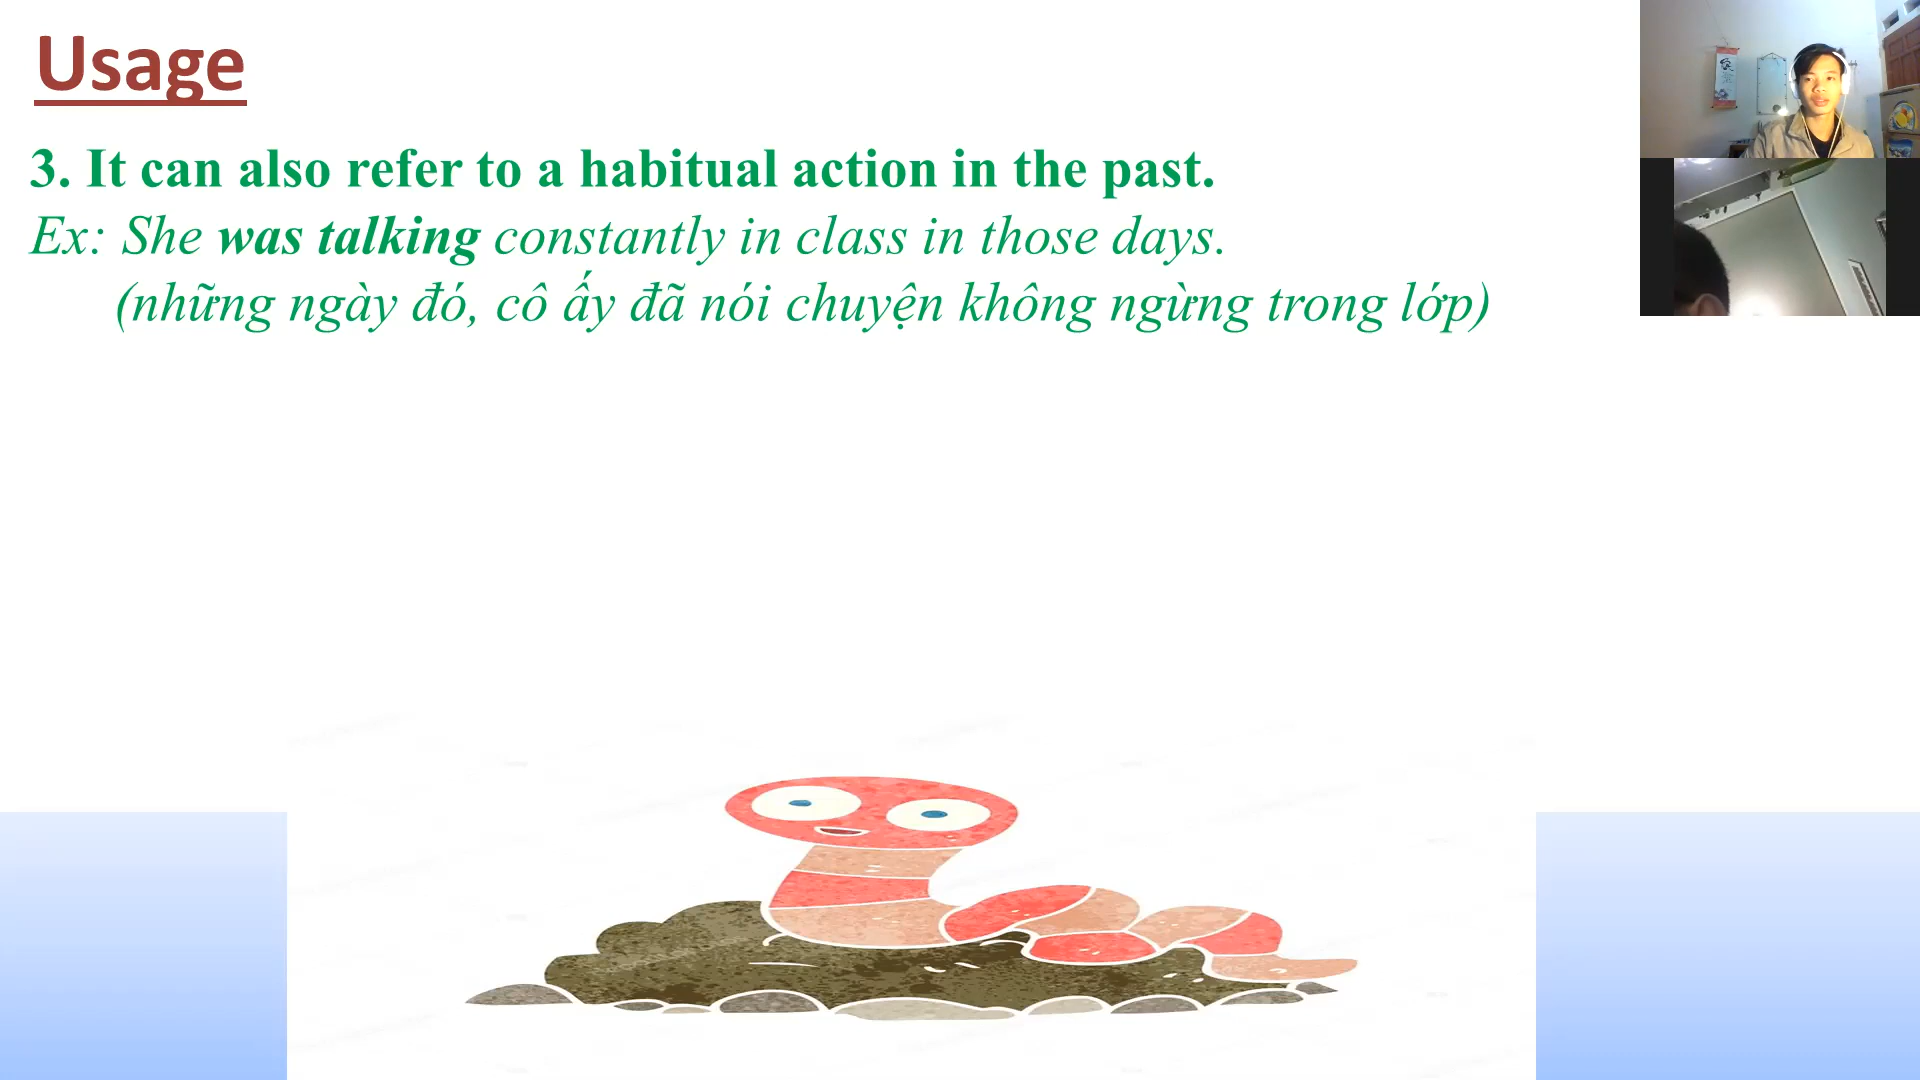 Usage
3. It can also refer to a habitual action in the past.
Ex: She was talking constantly in class in those days.
(những ngày đó, cô ấy đã nói chuyện không ngừng trong lớp)